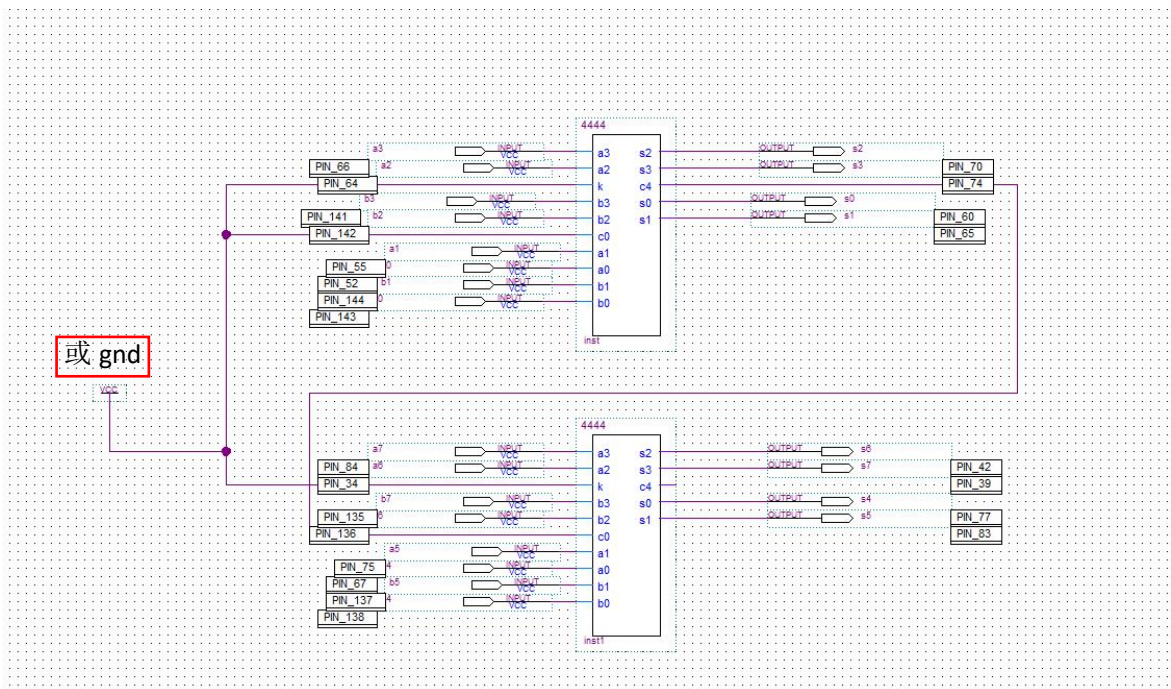 4444
a3 INPUT VCC a3 s2 OUTPUT s2
PIN_66 a2 INPUT VCC a2 s3 OUTPUT s3 PIN_70
PIN_64 k c4 PIN_74
b3 INPUT VCC b3 s0 OUTPUT s0
PIN_141 b2 INPUT VCC b2 s1 OUTPUT s1 PIN_60
PIN_142 c0 PIN_65
a1 INPUT VCC a1
PIN_55 0 INPUT VCC a0
PIN_52 b1 INPUT VCC b1
PIN_144 0 INPUT VCC b0
PIN_143
inst
或 gnd
VCC
4444
a7 INPUT VCC a3 s2 OUTPUT s6
PIN_84 a6 INPUT VCC a2 s3 OUTPUT s7 PIN_42
PIN_34 k c4 PIN_39
b7 INPUT VCC b3 s0 OUTPUT s4
PIN_135 6 INPUT VCC b2 s1 OUTPUT s5 PIN_77
PIN_136 c0 PIN_83
a5 INPUT VCC a1
PIN_75 4 INPUT VCC a0
PIN_67 b5 INPUT VCC b1
PIN_137 4 INPUT VCC b0
PIN_138
inst1